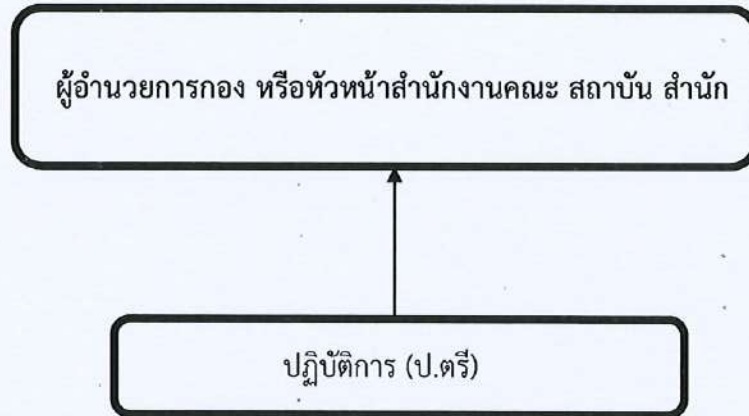 ผู้อำนวยการกอง หรือหัวหน้าสำนักงานคณะ สถาบัน สำนัก
ปฏิบัติการ (ป.ตรี)